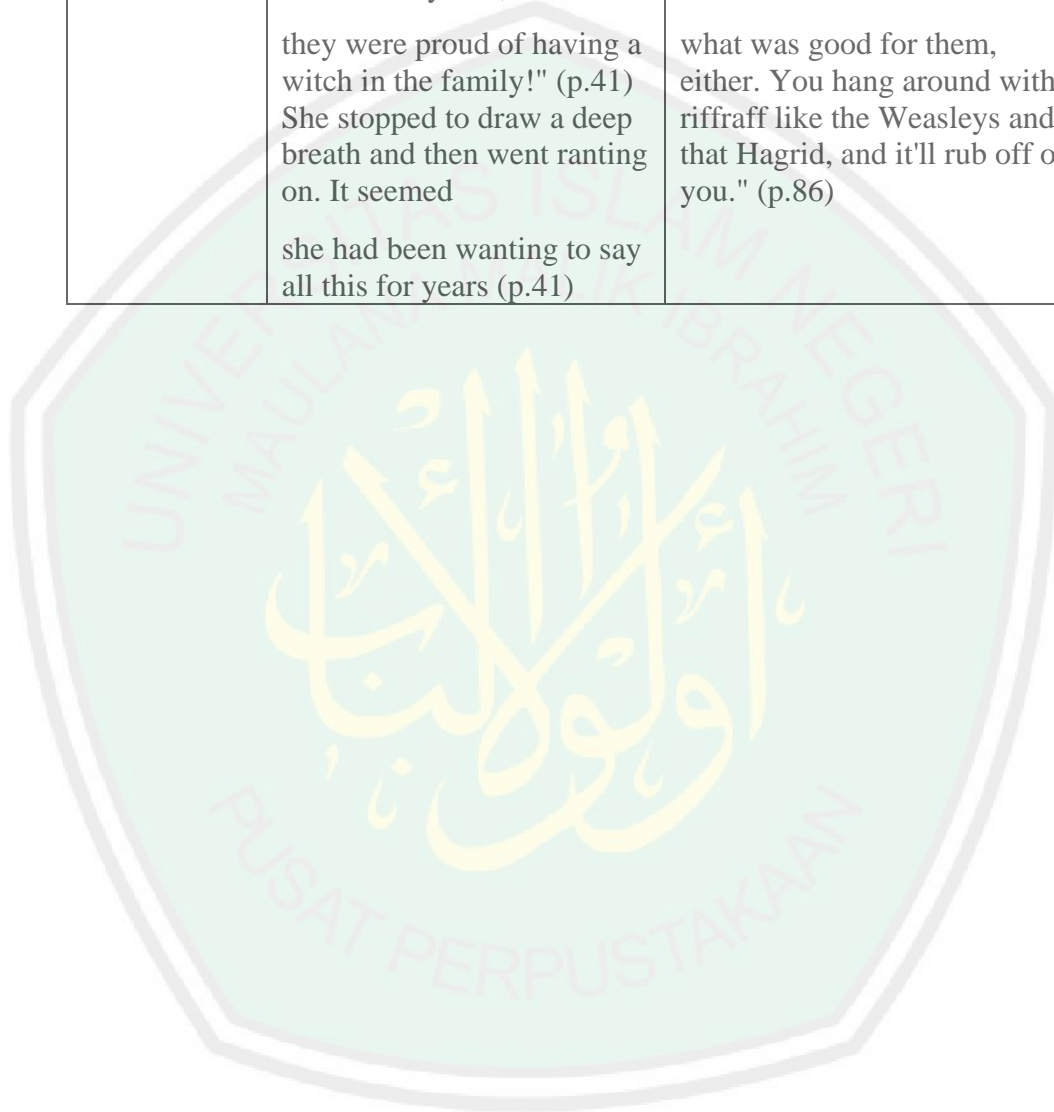 they were proud of having a
witch in the family!" (p.41)
She stopped to draw a deep
breath and then went ranting
on. It seemed
she had been wanting to say
all this for years (p.41)
what was good for them,
either. You hang around with
riffraff like the Weasleys and
that Hagrid, and it'll rub off o
you." (p.86)
UNIVERSITAS ISLAM NEGERI
MAULANA MALIK IBRAHIM
أولوا الألباب
PUSAT PERPUSTAKAAN